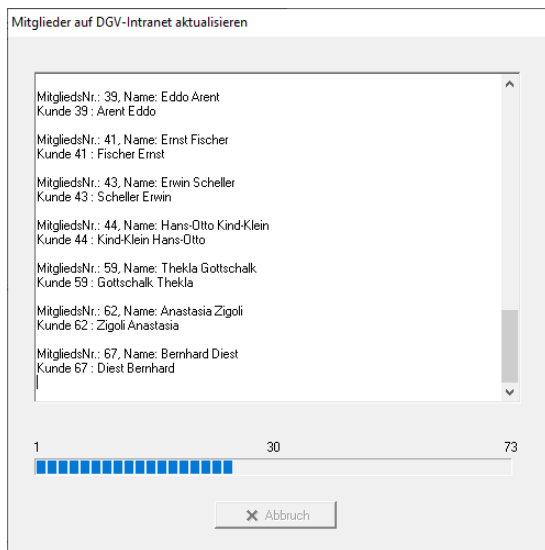 Mitglieder auf DGV-Intranet aktualisieren
MitgliedsNr.: 39, Name: Eddo Arent
Kunde 39 : Arent Eddo
MitgliedsNr.: 41, Name: Ernst Fischer
Kunde 41 : Fischer Ernst
MitgliedsNr.: 43, Name: Erwin Scheller
Kunde 43 : Scheller Erwin
MitgliedsNr.: 44, Name: Hans-Otto Kind-Klein
Kunde 44 : Kind-Klein Hans-Otto
MitgliedsNr.: 59, Name: Thekla Gottschalk
Kunde 59 : Gottschalk Thekla
MitgliedsNr.: 62, Name: Anastasia Zigoli
Kunde 62 : Zigoli Anastasia
MitgliedsNr.: 67, Name: Bernhard Diest
Kunde 67 : Diest Bernhard
1 30 73
Abbruch